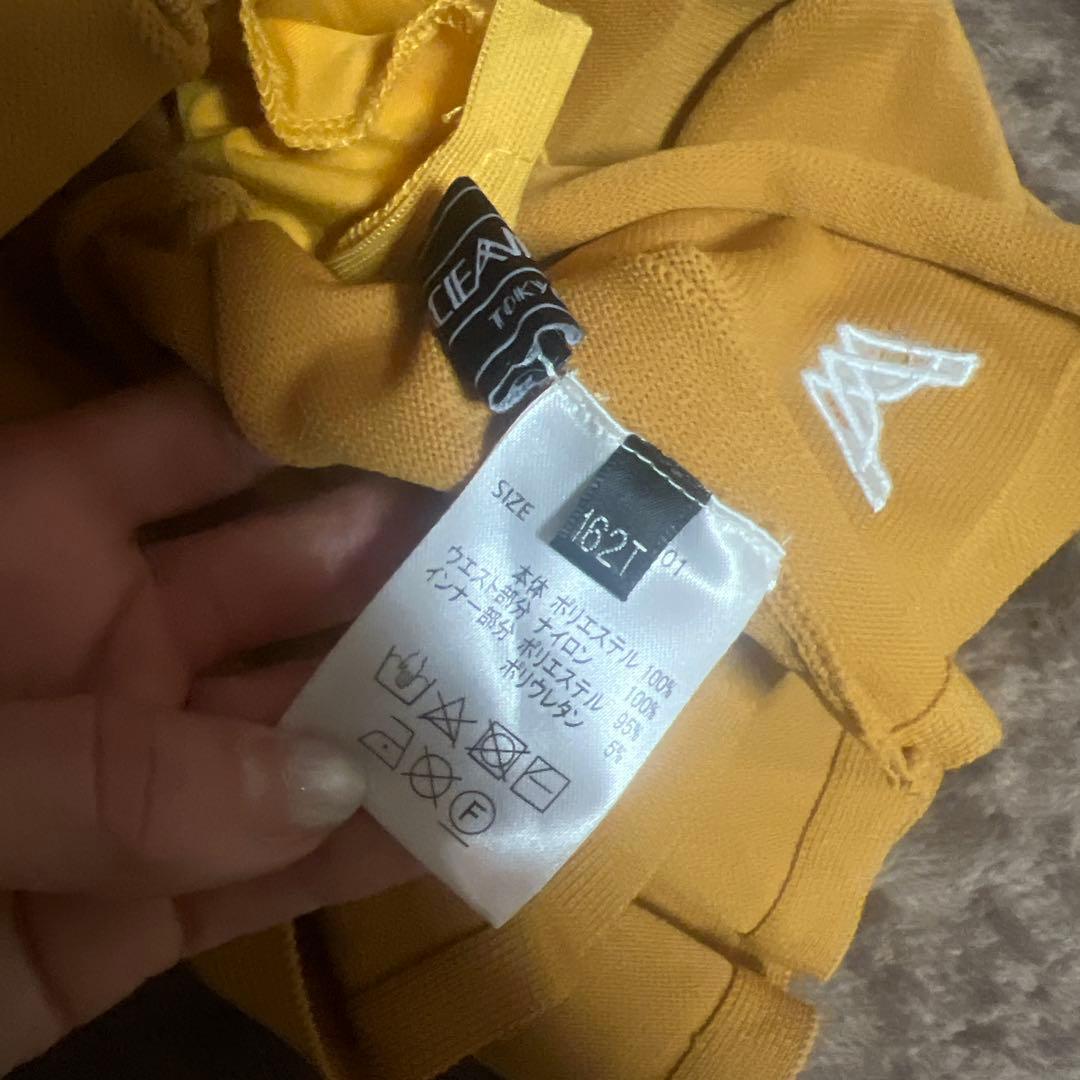 TOKY
SIZE
162T
01
本体 ポリエステル 100%
ウエスト部分 ナイロン 100%
インナー部分 ポリエステル 95%
ポリウレタン 5%
F